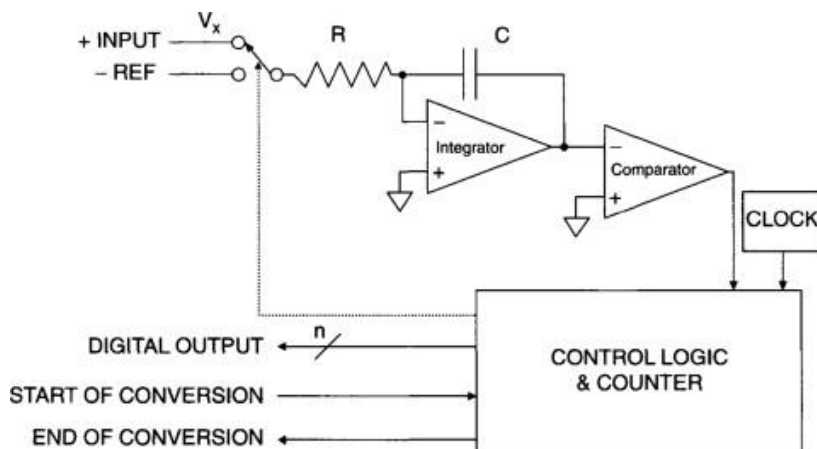 Vx
+ INPUT
− REF
R
C
−
Integrator
+
−
Comparator
+
CLOCK
n
DIGITAL OUTPUT
START OF CONVERSION
END OF CONVERSION
CONTROL LOGIC
& COUNTER